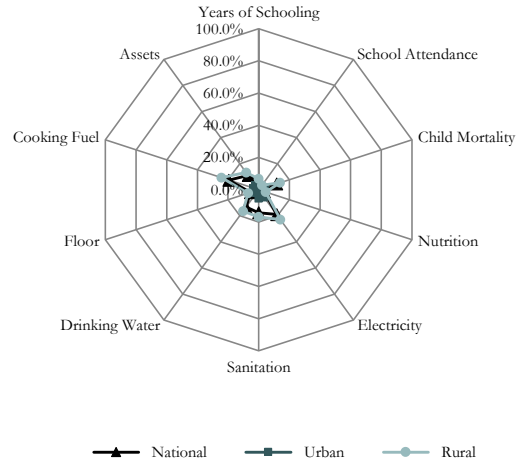 Years of Schooling
100.0%
Assets
School Attendance
80.0%
60.0%
40.0%
Cooking Fuel
Child Mortality
20.0%
0.0%
Floor
Nutrition
Drinking Water
Electricity
Sanitation
National Urban Rural